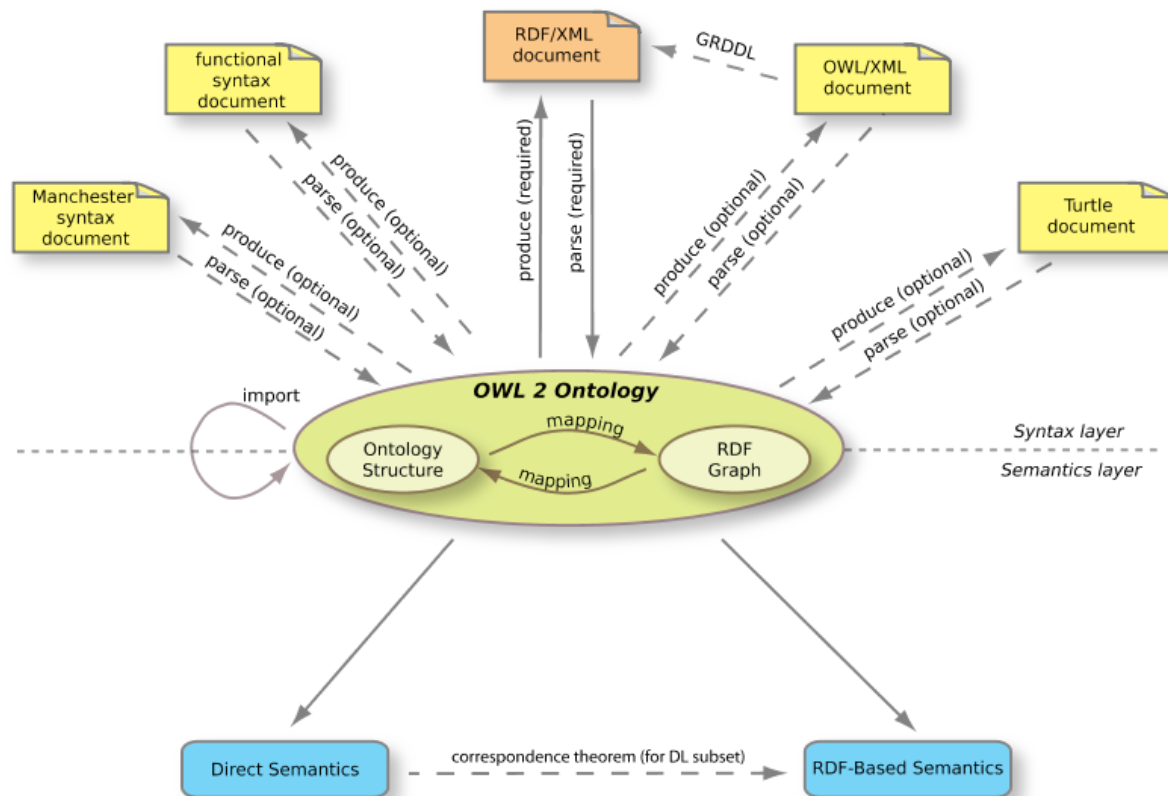 RDF/XML
document
GRDDL
functional
syntax
document
OWL/XML
document
Manchester
syntax
document
Turtle
document
produce (optional)
parse (optional)
produce (optional)
parse (optional)
produce (required)
parse (required)
produce (optional)
parse (optional)
produce (optional)
parse (optional)
import
OWL 2 Ontology
mapping
Ontology
Structure
RDF
Graph
mapping
Syntax layer
Semantics layer
correspondence theorem (for DL subset)
Direct Semantics
RDF-Based Semantics